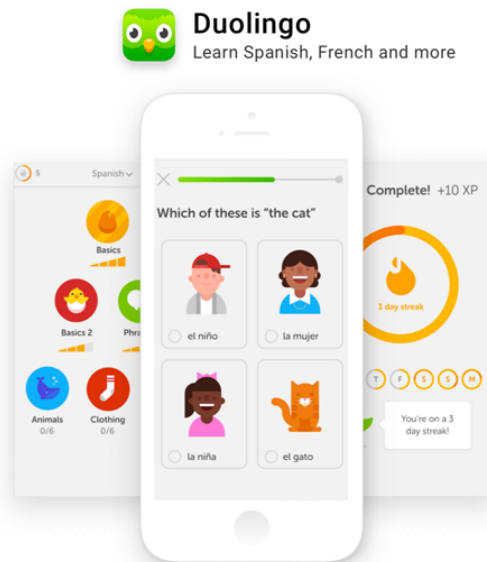 Duolingo
Learn Spanish, French and more
5
Spanish
Basics
Basics 2
Animals
0/6
Clothing
0/6
Which of these is "the cat"
el niño
la mujer
la niña
el gato
Complete! +10 XP
3 day streak
T F S S M
You're on a 3
day streak!